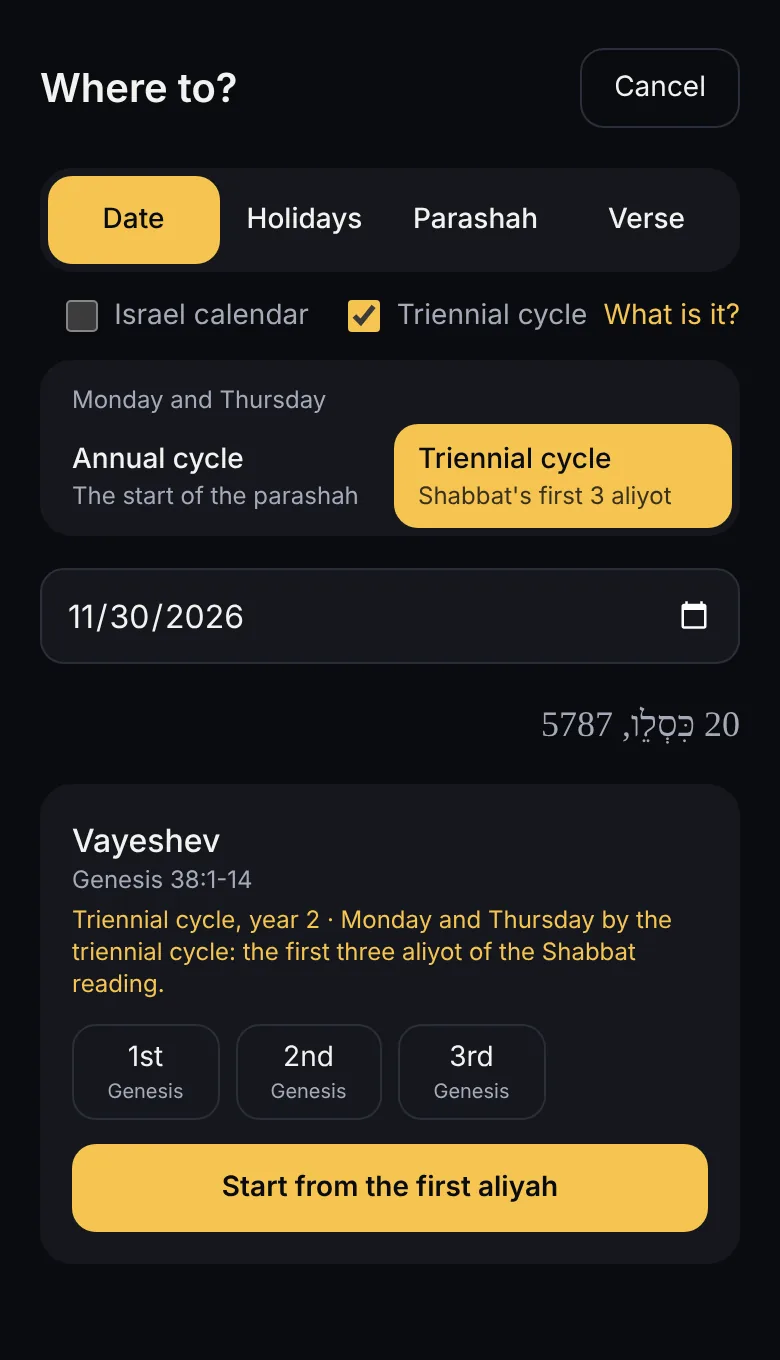 Where to?
Cancel
Date Holidays Parashah Verse
Israel calendar Triennial cycle What is it?
Monday and Thursday
Annual cycle
The start of the parashah
Triennial cycle
Shabbat's first 3 aliyot
11/30/2026
20 כִּסְלֵו, 5787
Vayeshev
Genesis 38:1-14
Triennial cycle, year 2 · Monday and Thursday by the
triennial cycle: the first three aliyot of the Shabbat
reading.
1st
Genesis
2nd
Genesis
3rd
Genesis
Start from the first aliyah